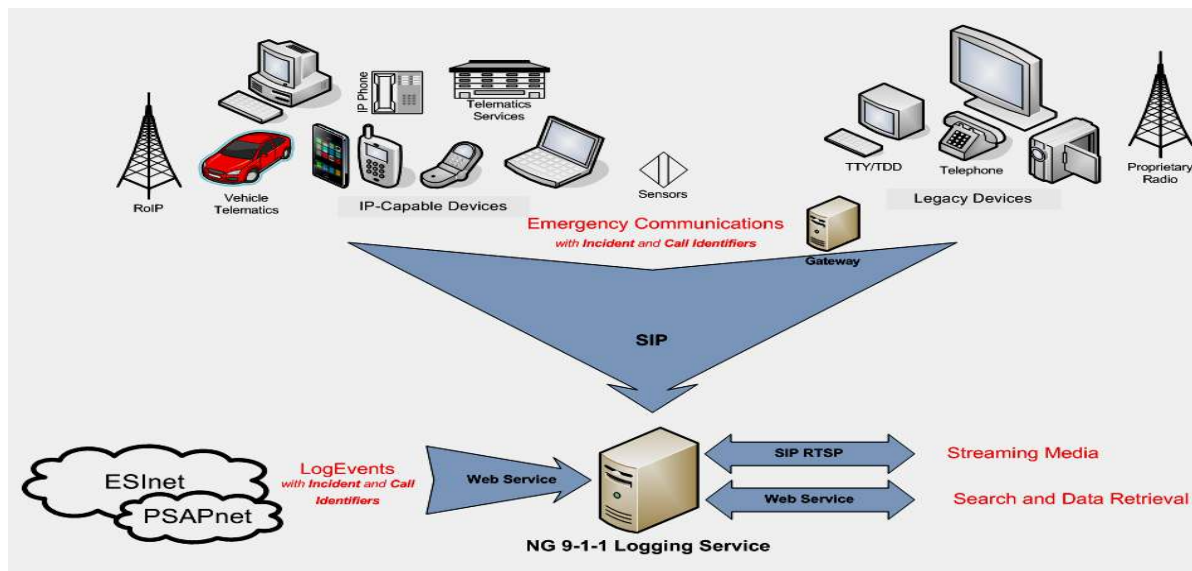 IP Phone
Telematics
Services
RoIP
Vehicle
Telematics
IP-Capable Devices
Sensors
TTY/TDD
Telephone
Legacy Devices
Proprietary
Radio
Emergency Communications
with Incident and Call Identifiers
Gateway
SIP
ESInet
PSAPnet
LogEvents
with Incident and Call
Identifiers
Web Service
SIP RTSP
Streaming Media
Web Service
Search and Data Retrieval
NG 9-1-1 Logging Service